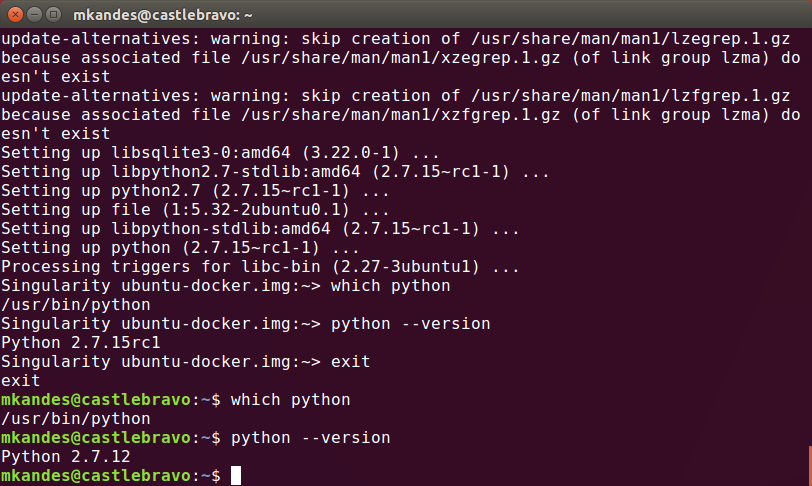 mkandes@castlebravo: ~
update-alternatives: warning: skip creation of /usr/share/man/man1/lzegrep.1.gz
because associated file /usr/share/man/man1/xzegrep.1.gz (of link group lzma) do
esn't exist
update-alternatives: warning: skip creation of /usr/share/man/man1/lzfgrep.1.gz
because associated file /usr/share/man/man1/xzfgrep.1.gz (of link group lzma) do
esn't exist
Setting up libsqlite3-0:amd64 (3.22.0-1) ...
Setting up libpython2.7-stdlib:amd64 (2.7.15~rc1-1) ...
Setting up python2.7 (2.7.15~rc1-1) ...
Setting up file (1:5.32-2ubuntu0.1) ...
Setting up libpython-stdlib:amd64 (2.7.15~rc1-1) ...
Setting up python (2.7.15~rc1-1) ...
Processing triggers for libc-bin (2.27-3ubuntu1) ...
Singularity ubuntu-docker.img:~> which python
/usr/bin/python
Singularity ubuntu-docker.img:~> python --version
Python 2.7.15rc1
Singularity ubuntu-docker.img:~> exit
exit
mkandes@castlebravo:~$ which python
/usr/bin/python
mkandes@castlebravo:~$ python --version
Python 2.7.12
mkandes@castlebravo:~$